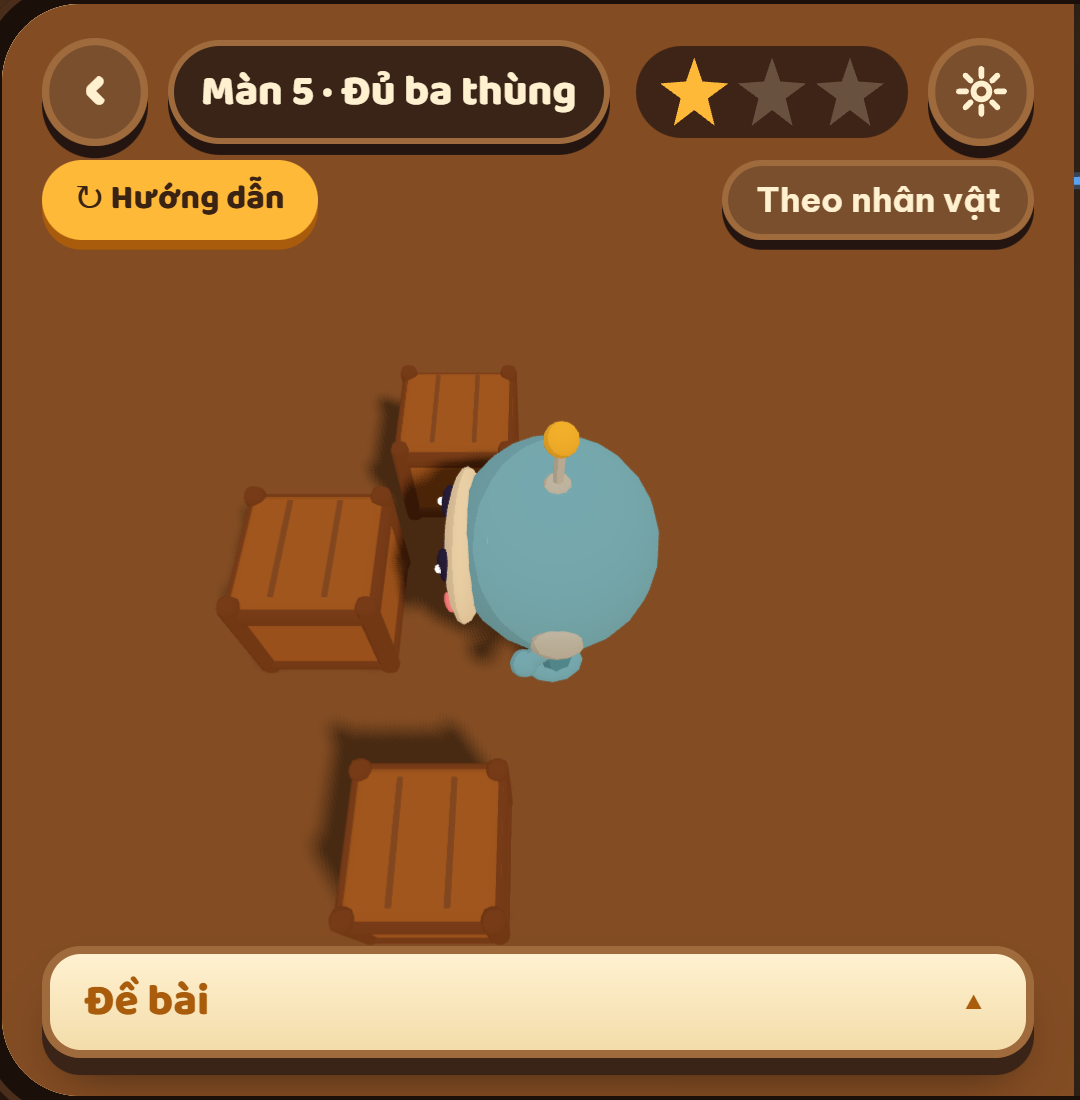 Màn 5 · Đủ ba thùng
↻ Hướng dẫn
Theo nhân vật
Đề bài